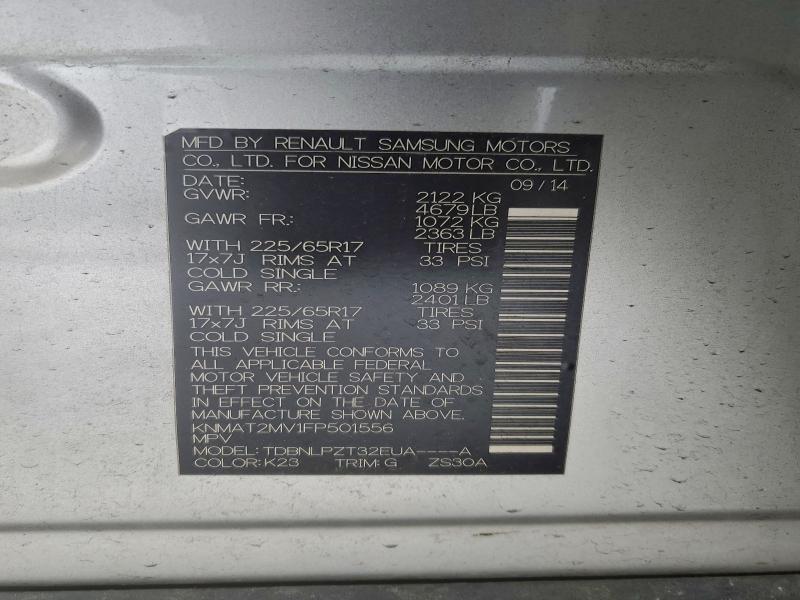 MFD BY RENAULT SAMSUNG MOTORS
CO., LTD. FOR NISSAN MOTOR CO., LTD.
DATE: 09 / 14
GVWR: 2122 KG
4679 LB
GAWR FR.: 1072 KG
2363 LB
WITH 225/65R17 TIRES
17x7J RIMS AT 33 PSI
COLD SINGLE
GAWR RR.: 1089 KG
2401 LB
WITH 225/65R17 TIRES
17x7J RIMS AT 33 PSI
COLD SINGLE
THIS VEHICLE CONFORMS TO
ALL APPLICABLE FEDERAL
MOTOR VEHICLE SAFETY AND
THEFT PREVENTION STANDARDS
IN EFFECT ON THE DATE OF
MANUFACTURE SHOWN ABOVE.
KNMAT2MV1FP501556
MPV
MODEL: TDBNLPZT32EUA----A
COLOR: K23 TRIM: G ZS30A